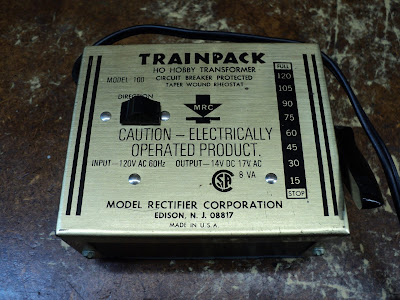 TRAINPACK
HO HOBBY TRANSFORMER
MODEL 100 CIRCUIT BREAKER PROTECTED
TAPER WOUND RHEOSTAT
DIRECTION
MRC
CAUTION – ELECTRICALLY
OPERATED PRODUCT.
INPUT—120V AC 60Hz OUTPUT—14V DC 17V AC
8 VA
SA
MODEL RECTIFIER CORPORATION
EDISON, N. J. 08817
MADE IN U.S.A.
FULL
120
105
90
75
60
45
30
15
STOP